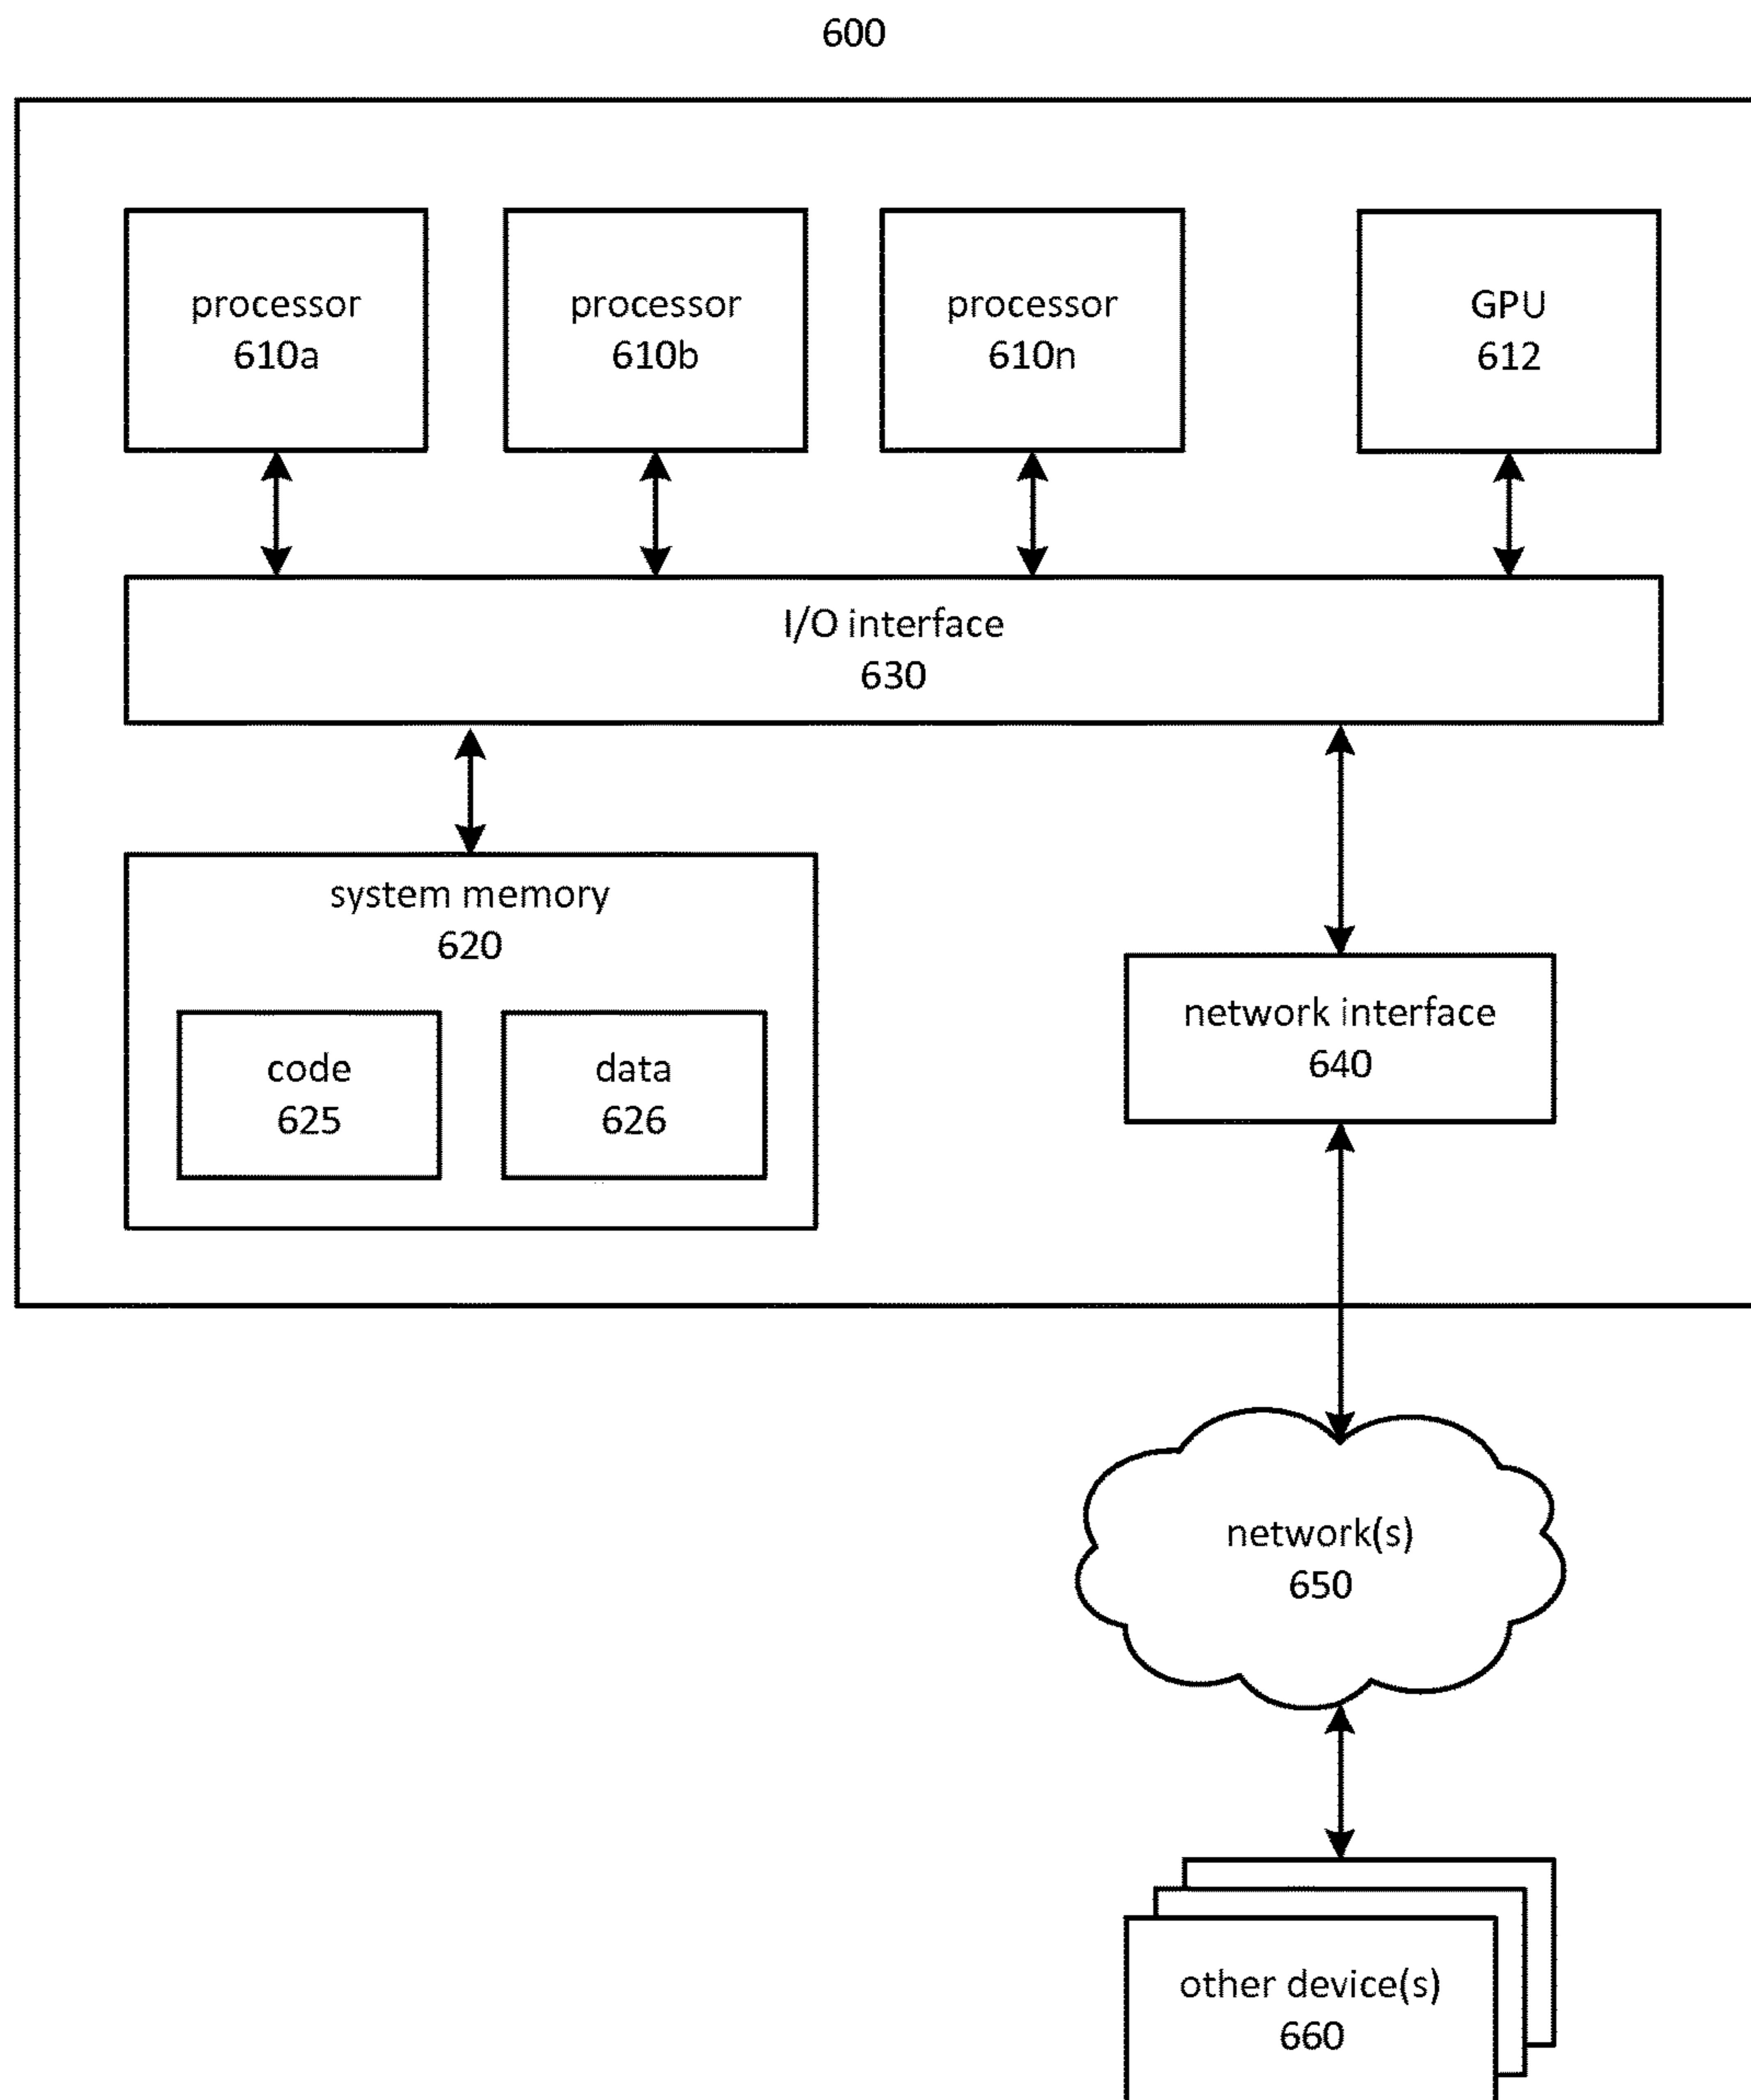 600
processor
610a
processor
610b
processor
610n
GPU
612
I/O interface
630
system memory
620
code
625
data
626
network interface
640
network(s)
650
other device(s)
660